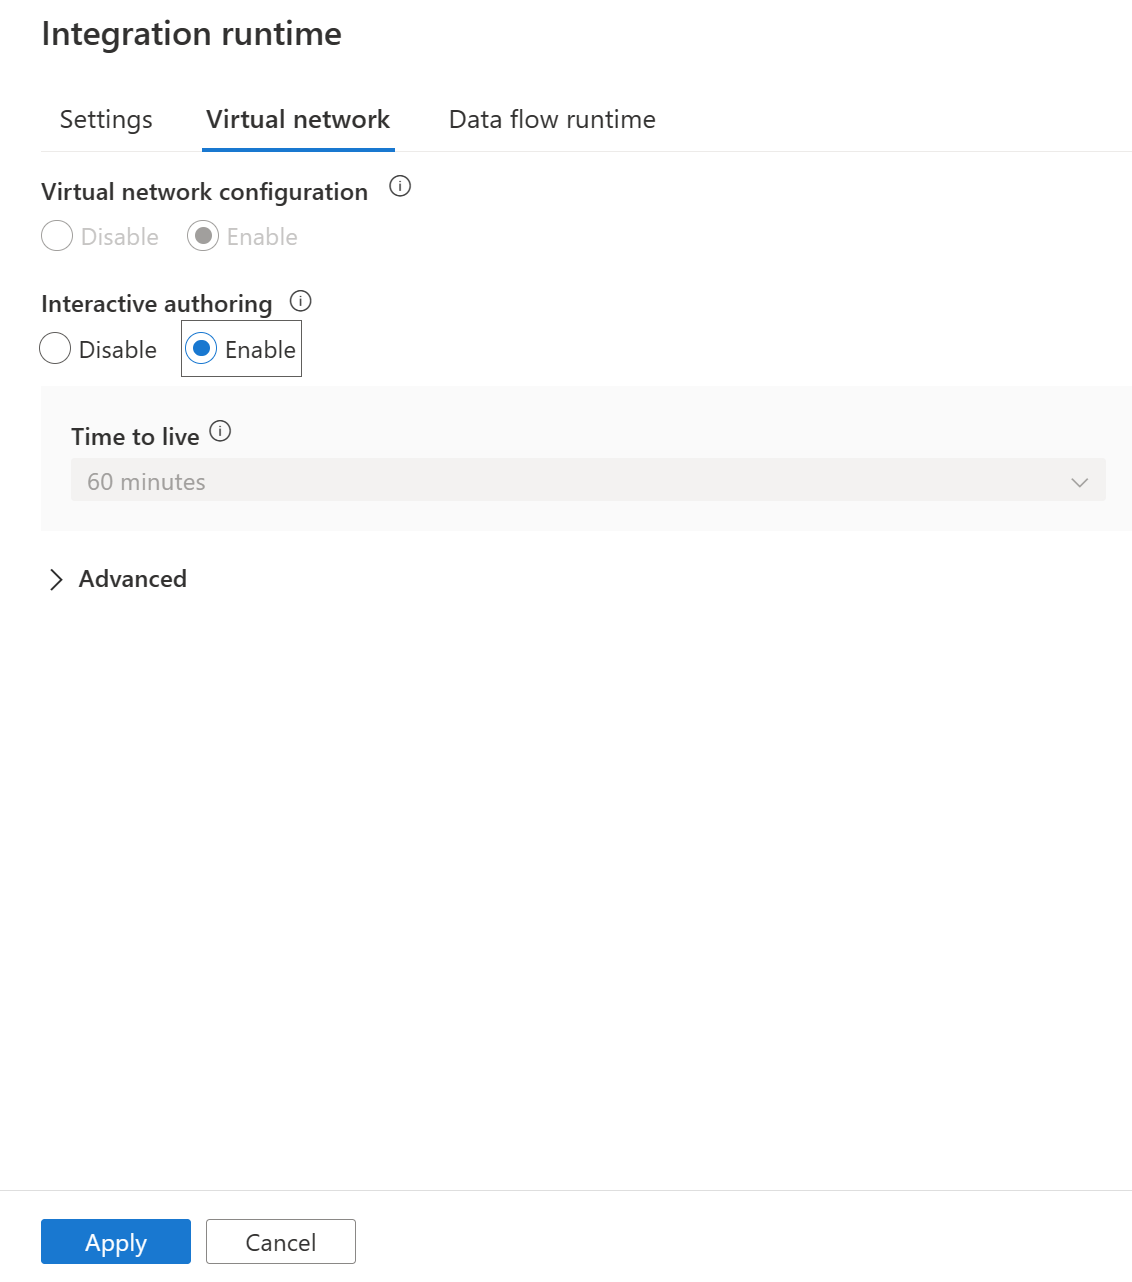 Integration runtime
Settings Virtual network Data flow runtime
Virtual network configuration
Disable Enable
Interactive authoring
Disable Enable
Time to live
60 minutes
Advanced
Apply Cancel